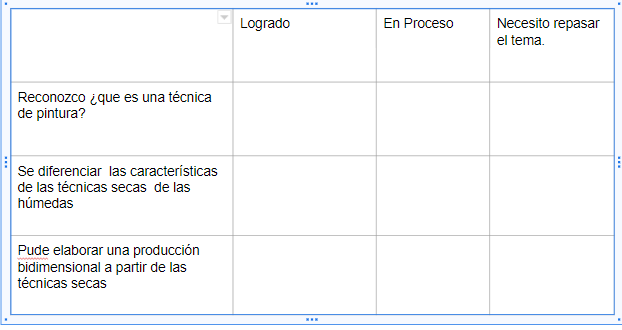 Logrado
En Proceso
Necesito repasar
el tema.
Reconozco ¿que es una técnica
de pintura?
Se diferenciar  las características
de las técnicas secas  de las
húmedas
Pude elaborar una producción
bidimensional a partir de las
técnicas secas